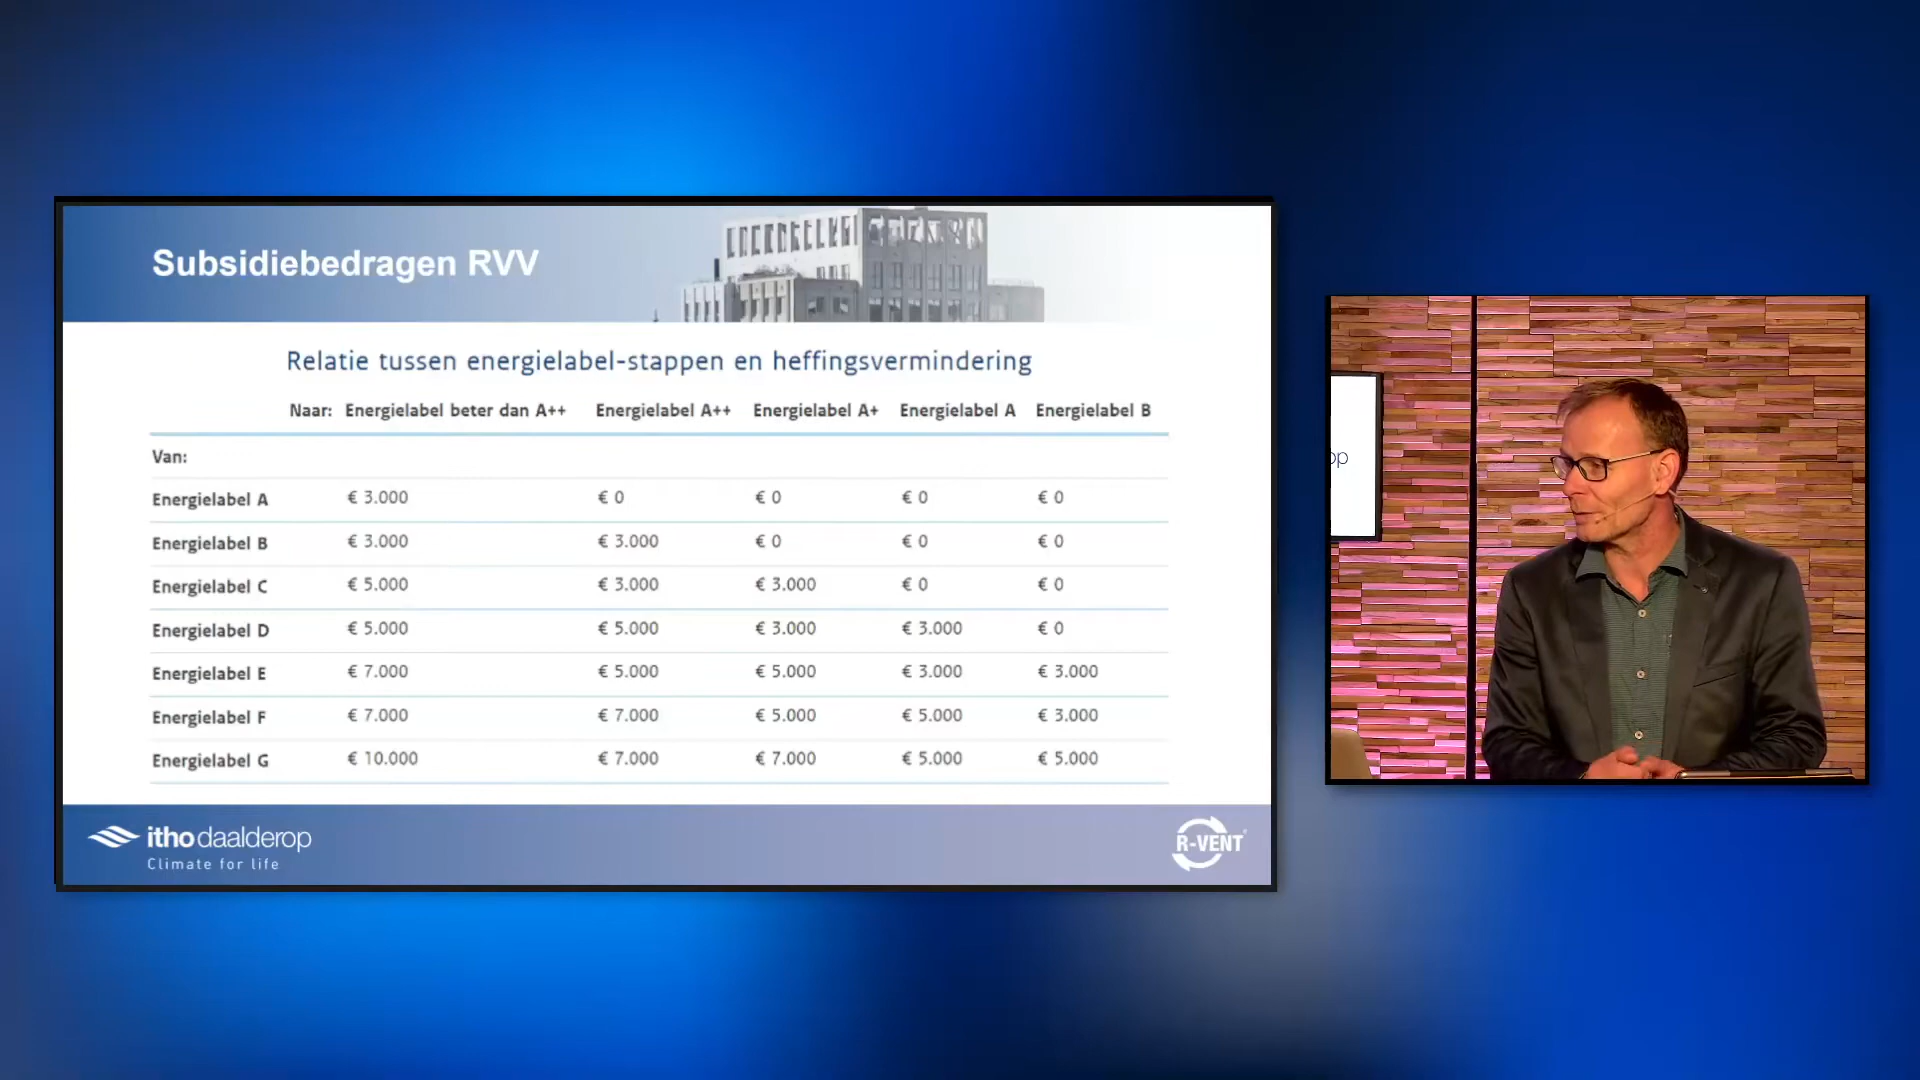 Subsidiebedragen RVV
Relatie tussen energielabel-stappen en heffingsvermindering
Naar: Energielabel beter dan A++ Energielabel A++ Energielabel A+ Energielabel A Energielabel B
Van:
Energielabel A € 3.000 € 0 € 0 € 0 € 0
Energielabel B € 3.000 € 3.000 € 0 € 0 € 0
Energielabel C € 5.000 € 3.000 € 3.000 € 0 € 0
Energielabel D € 5.000 € 5.000 € 3.000 € 3.000 € 0
Energielabel E € 7.000 € 5.000 € 5.000 € 3.000 € 3.000
Energielabel F € 7.000 € 7.000 € 5.000 € 5.000 € 3.000
Energielabel G € 10.000 € 7.000 € 7.000 € 5.000 € 5.000
ithodaalderop
Climate for life
R-VENT
op